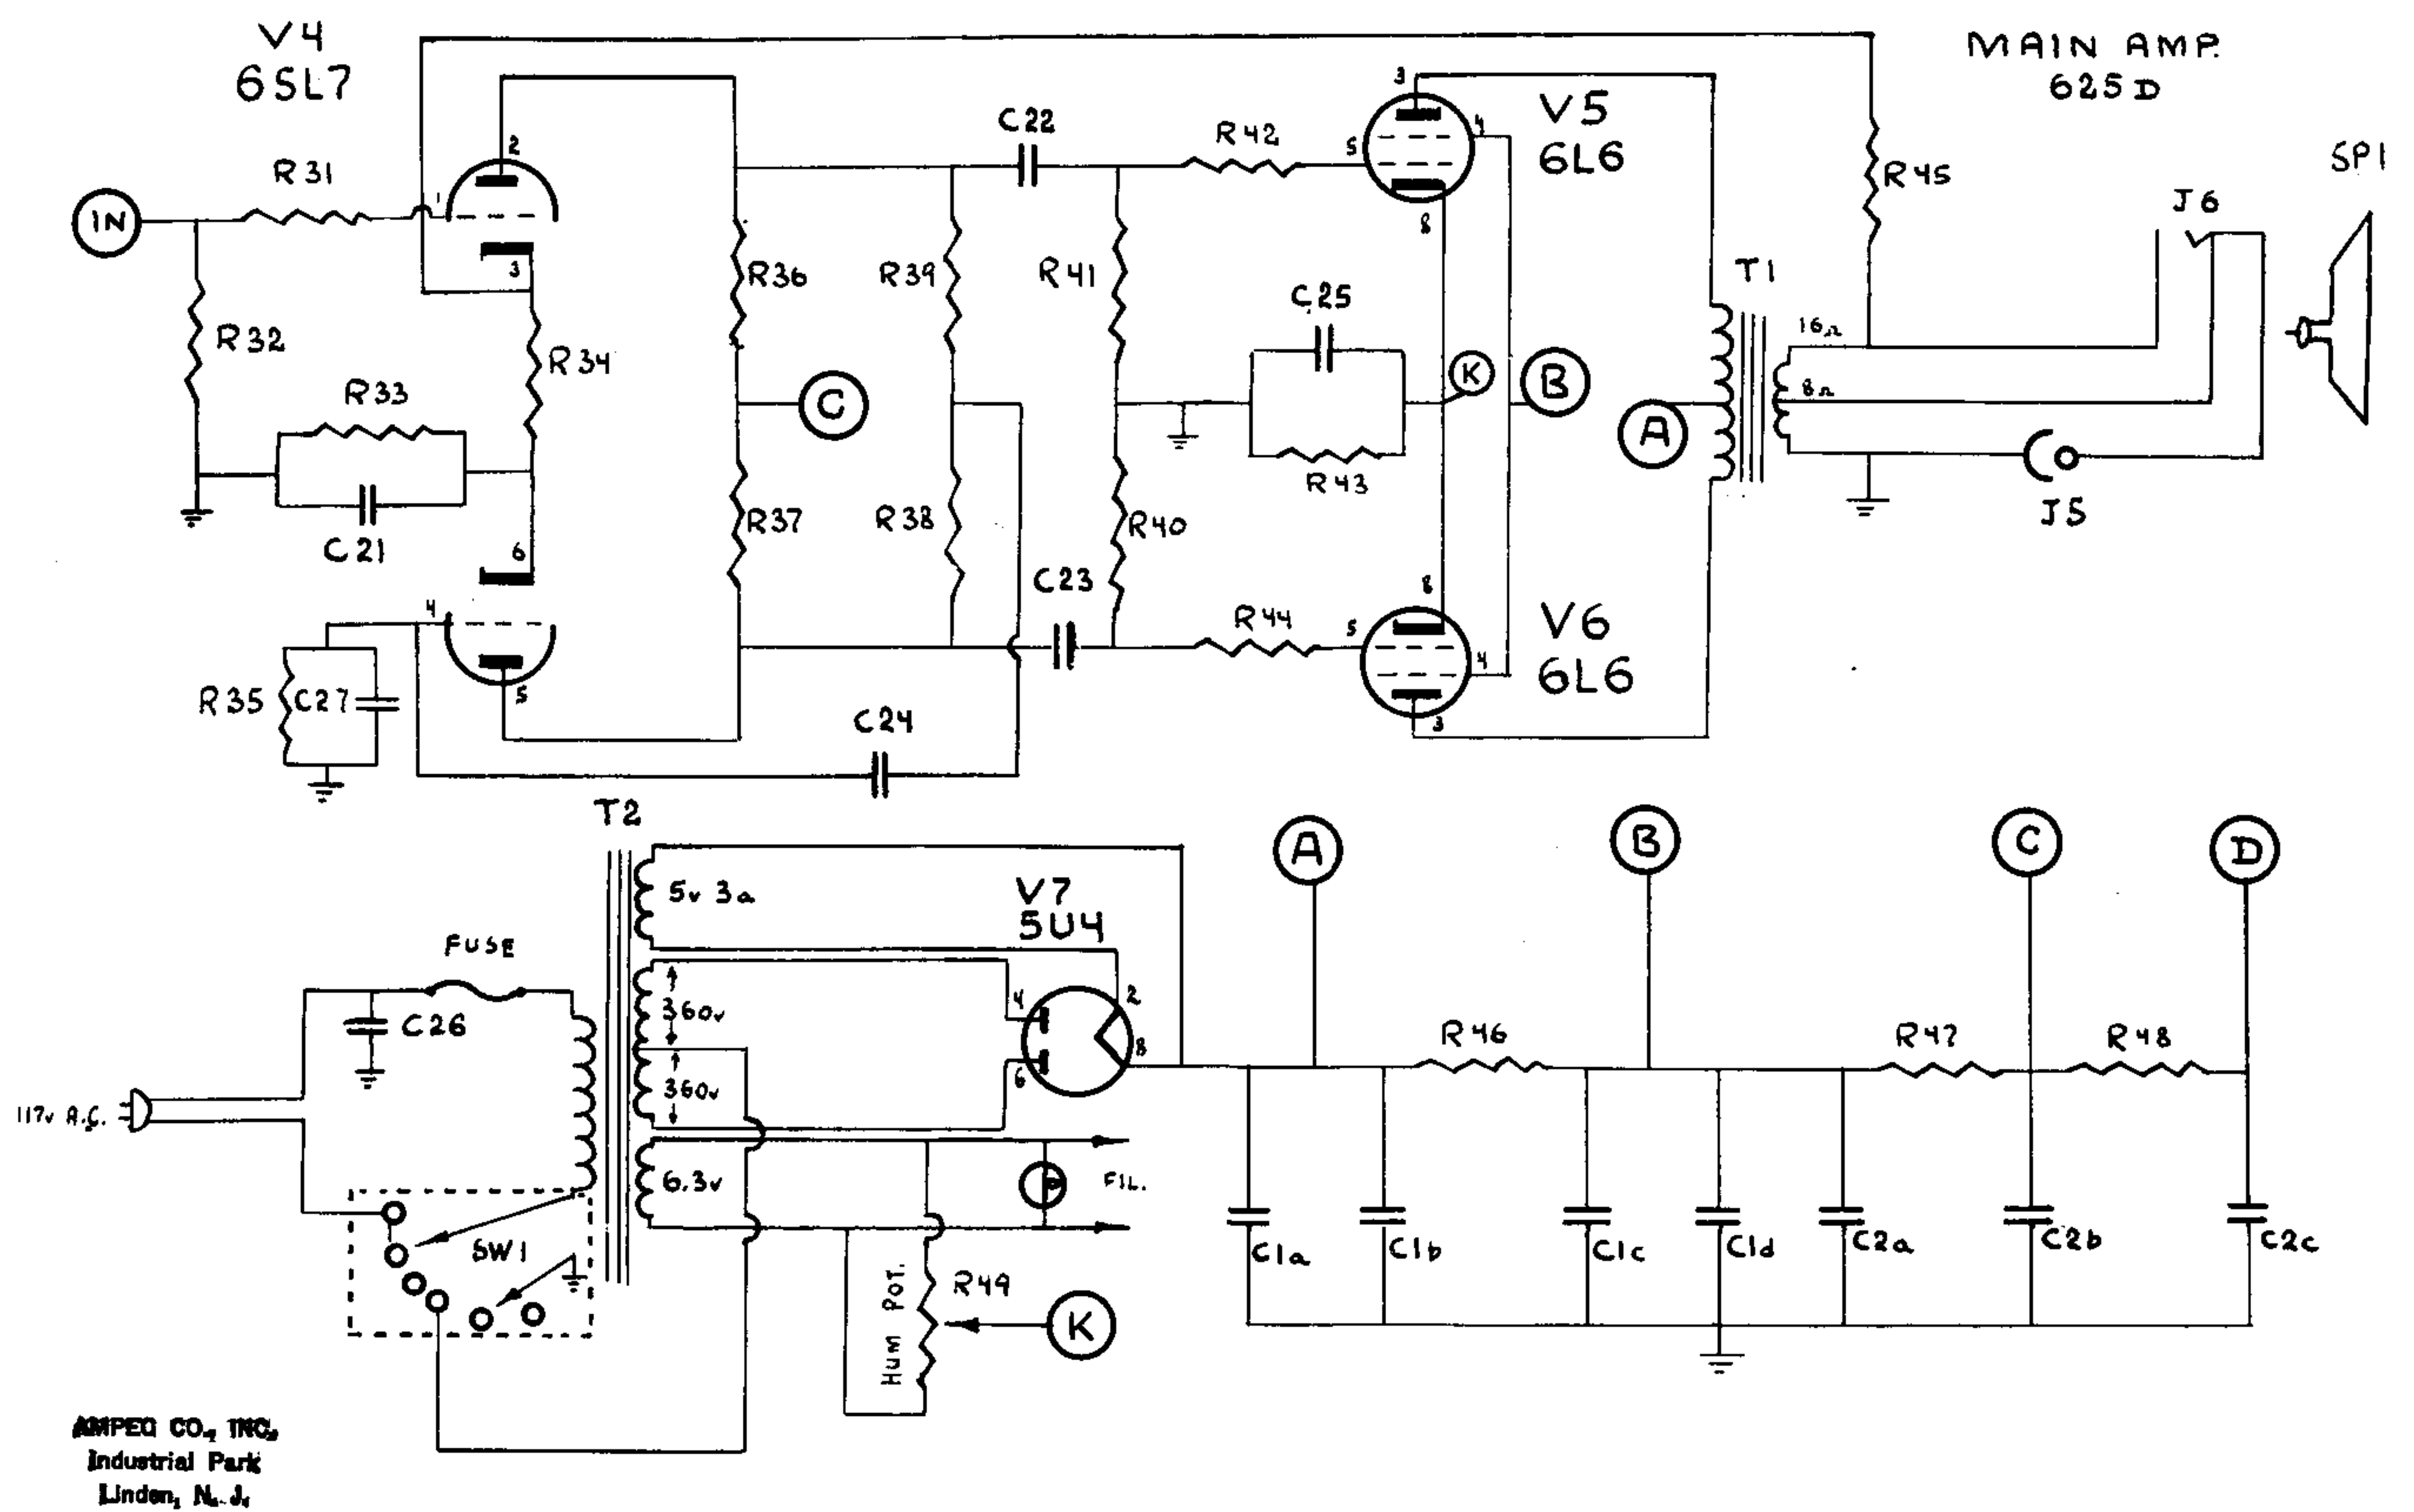 V4
6SL7
MAIN AMP.
625D
IN
R31
1
2
3
R32
R33
C21
R34
6
4
5
R35
C27
C24
R36
R37
C
R39
R38
C22
C23
R41
R40
R42
R44
C25
R43
K
B
3
5
4
8
V5
6L6
8
5
4
3
V6
6L6
A
T1
16Ω
8Ω
R45
J6
SP1
J5
T2
5v 3a
360v
360v
6.3v
V7
5U4
4
6
2
8
FUSE
C26
117v A.C.
SW1
FIL.
HUM POT.
R49
K
A
B
C
D
R46
R47
R48
C1a
C1b
C1c
C1d
C2a
C2b
C2c
AMPEG CO., INC.
Industrial Park
Linden, N. J.